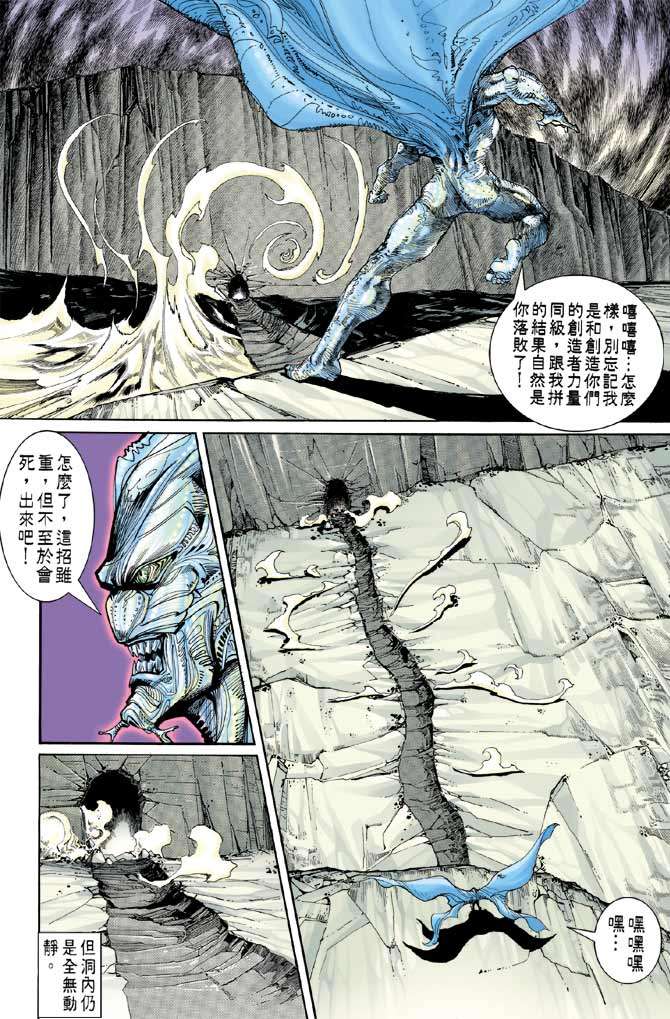 嘻嘻嘻…怎麼
樣，別忘記我
是和創造你們
的創造者力量
同級，跟我拼
的結果自然是
你落敗了！
嘿嘿嘿
嘿…
怎麼了，這招雖
重，但不至於會
死，出來吧！
但洞內仍
是全無動
靜。